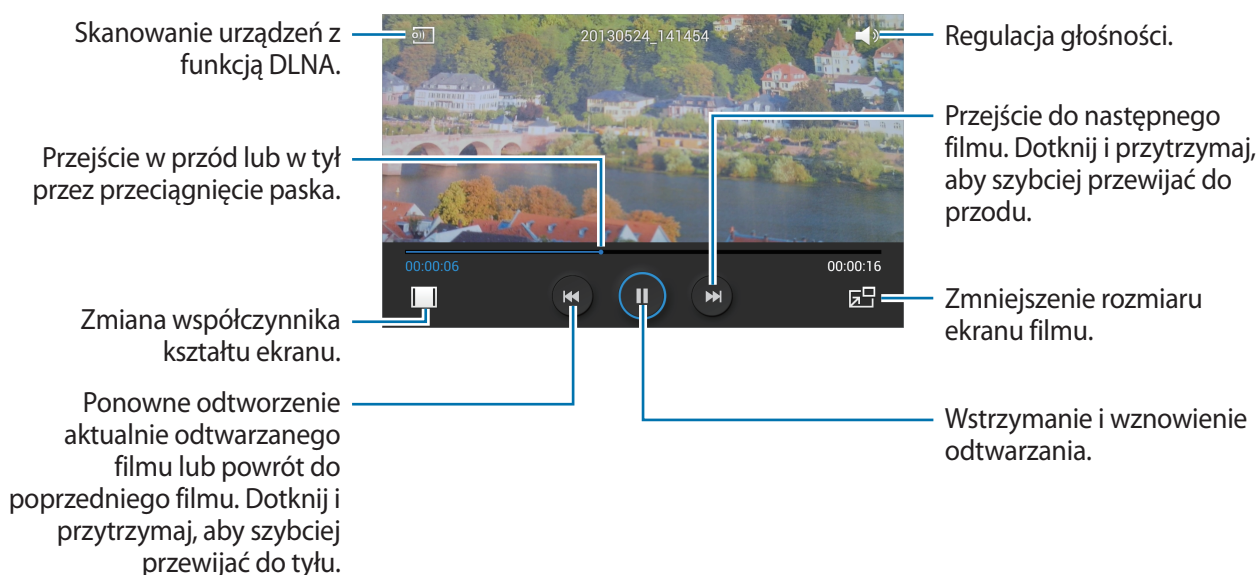 Skanowanie urządzeń z
funkcją DLNA.
Przejście w przód lub w tył
przez przeciągnięcie paska.
Zmiana współczynnika
kształtu ekranu.
Ponowne odtworzenie
aktualnie odtwarzanego
filmu lub powrót do
poprzedniego filmu. Dotknij i
przytrzymaj, aby szybciej
przewijać do tyłu.
20130524_141454
00:00:06
00:00:16
Regulacja głośności.
Przejście do następnego
filmu. Dotknij i przytrzymaj,
aby szybciej przewijać do
przodu.
Zmniejszenie rozmiaru
ekranu filmu.
Wstrzymanie i wznowienie
odtwarzania.